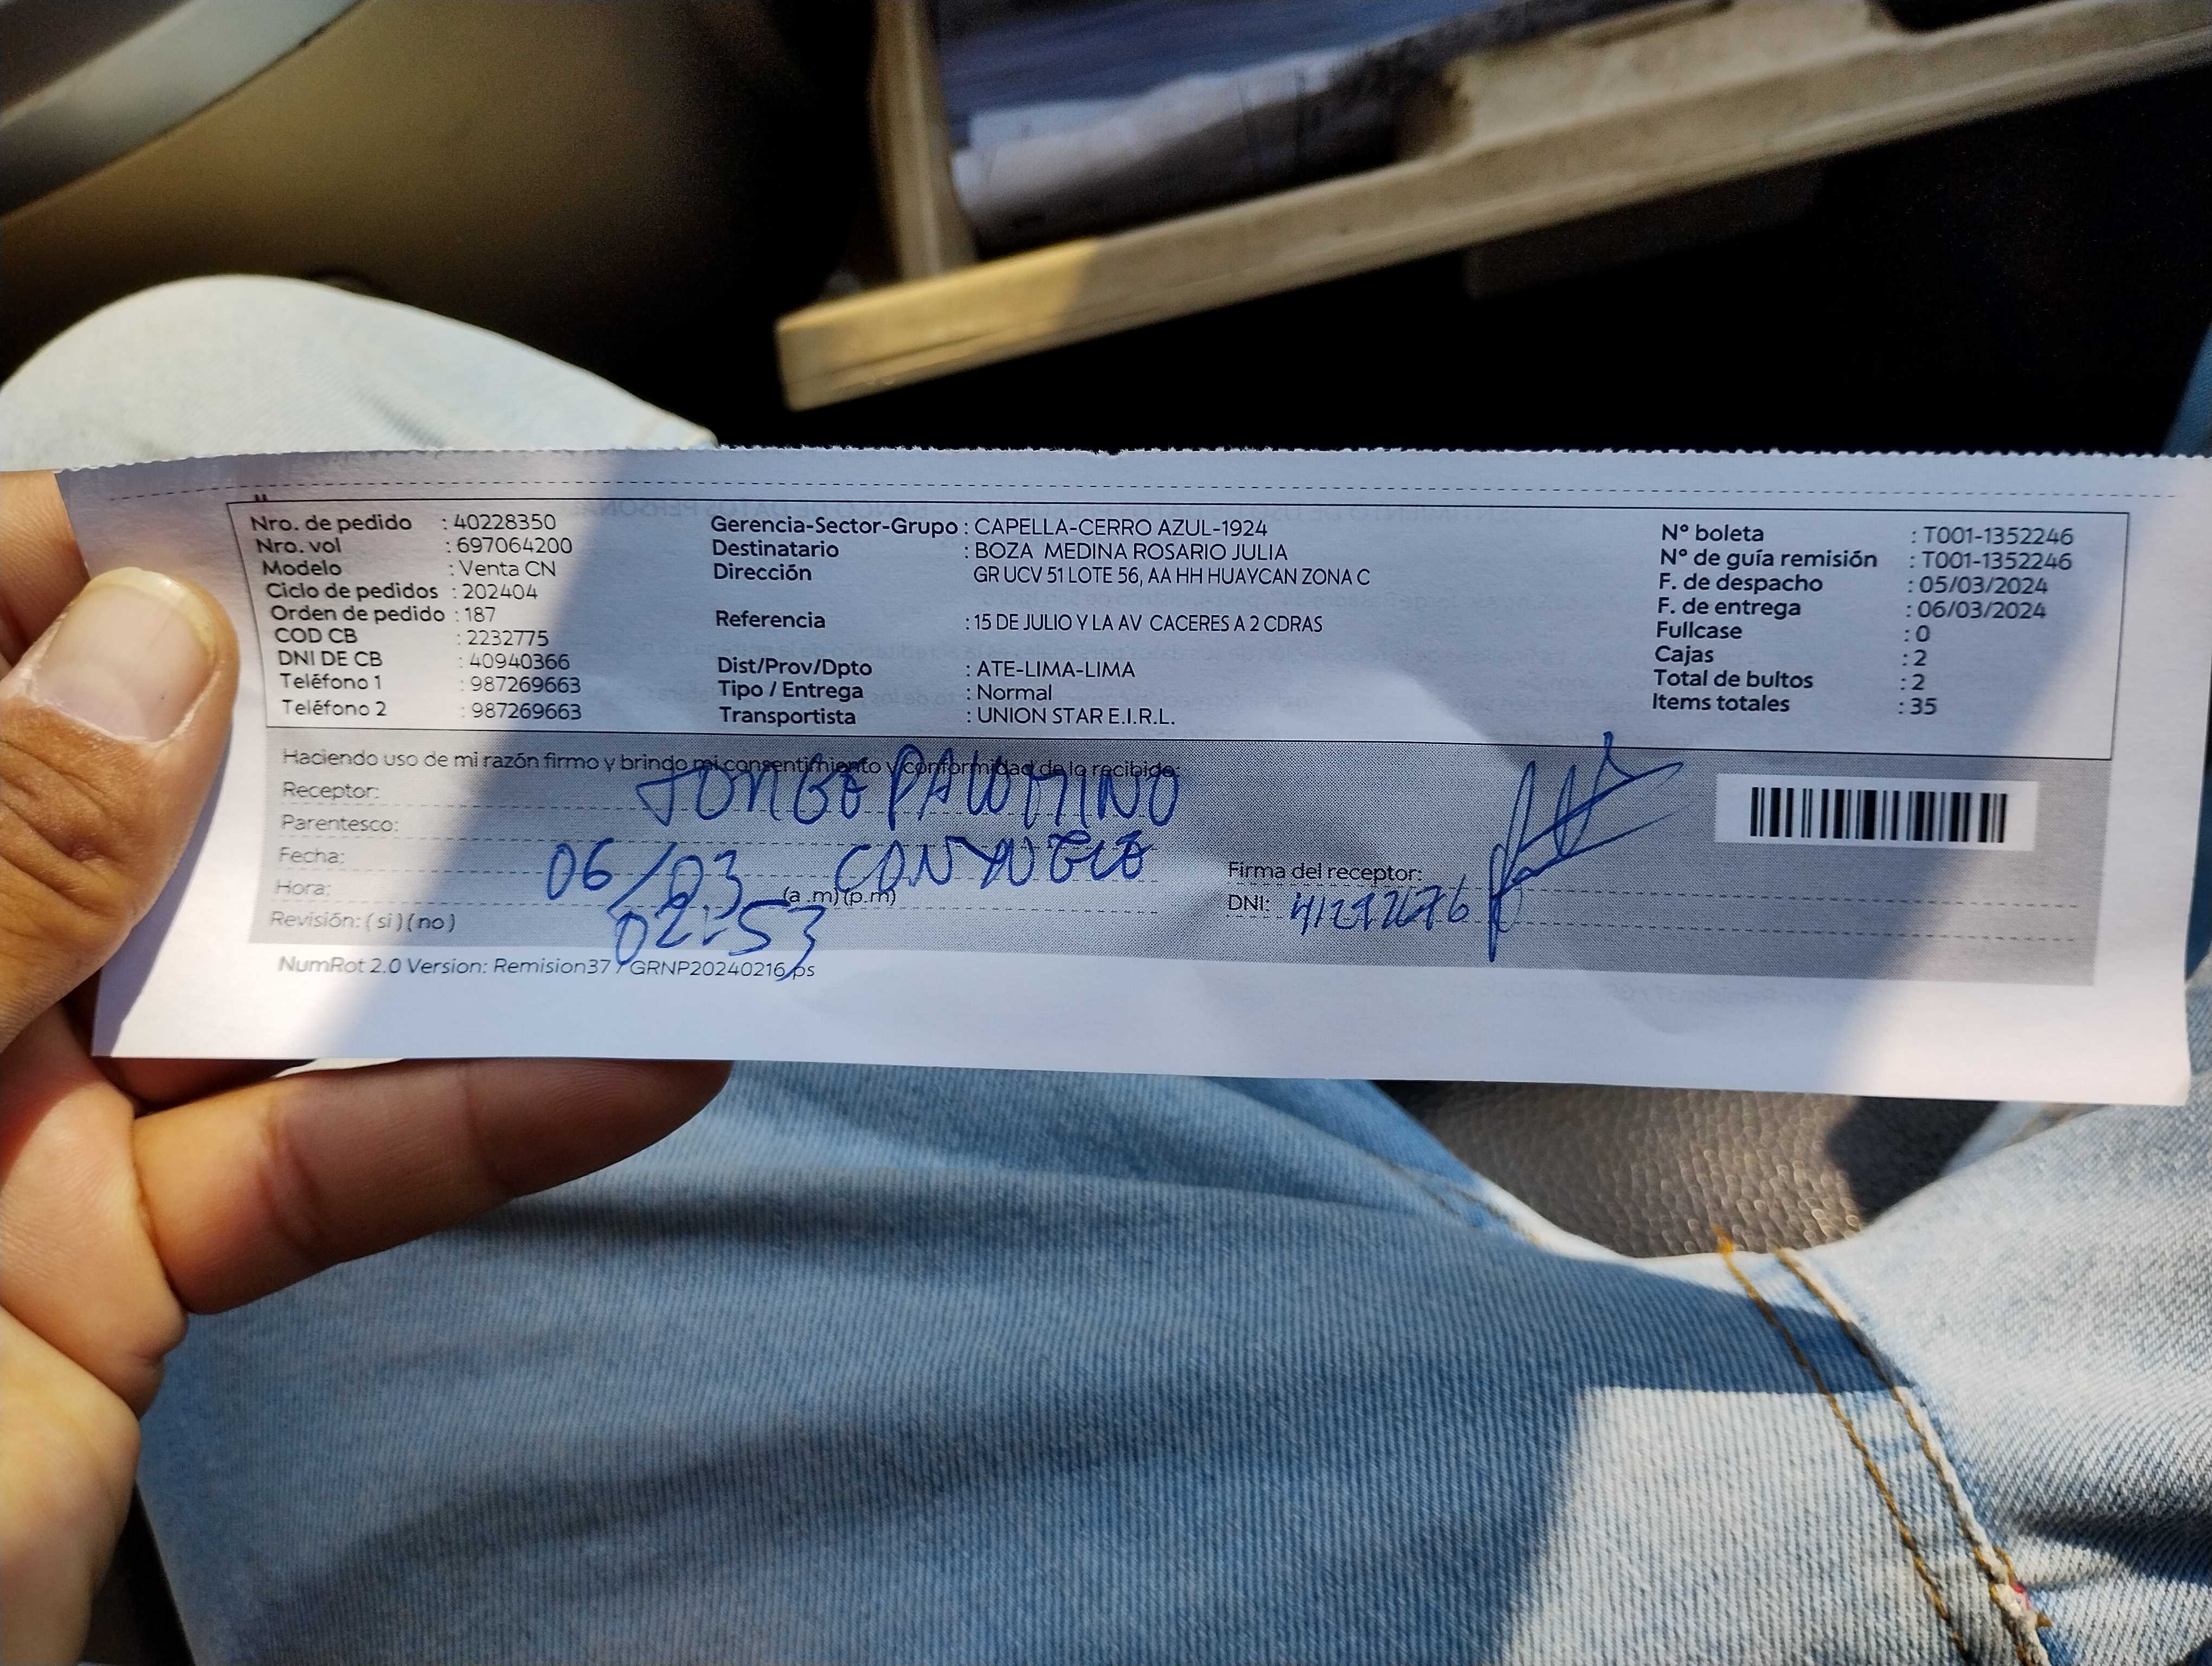 Nro. de pedido : 40228350
Nro. vol : 697064200
Modelo : Venta CN
Ciclo de pedidos : 202404
Orden de pedido : 187
COD CB : 2232775
DNI DE CB : 40940366
Teléfono 1 : 987269663
Teléfono 2 : 987269663
Gerencia-Sector-Grupo : CAPELLA-CERRO AZUL-1924
Destinatario : BOZA MEDINA ROSARIO JULIA
Dirección GR UCV 51 LOTE 56, AA HH HUAYCAN ZONA C
Referencia : 15 DE JULIO Y LA AV CACERES A 2 CDRAS
Dist/Prov/Dpto : ATE-LIMA-LIMA
Tipo / Entrega : Normal
Transportista : UNION STAR E.I.R.L.
N° boleta : T001-1352246
N° de guía remisión : T001-1352246
F. de despacho : 05/03/2024
F. de entrega : 06/03/2024
Fullcase : 0
Cajas : 2
Total de bultos : 2
Items totales : 35
Haciendo uso de mi razón firmo y brindo mi consentimiento y conformidad de lo recibido:
Receptor: PALOMINO
Parentesco:
Fecha: 06/03
Hora: 02:53 (a .m) (p.m)
Revisión: ( si ) ( no )
Firma del receptor:
DNI:
NumRot 2.0 Version: Remision37 / GRNP20240216.ps